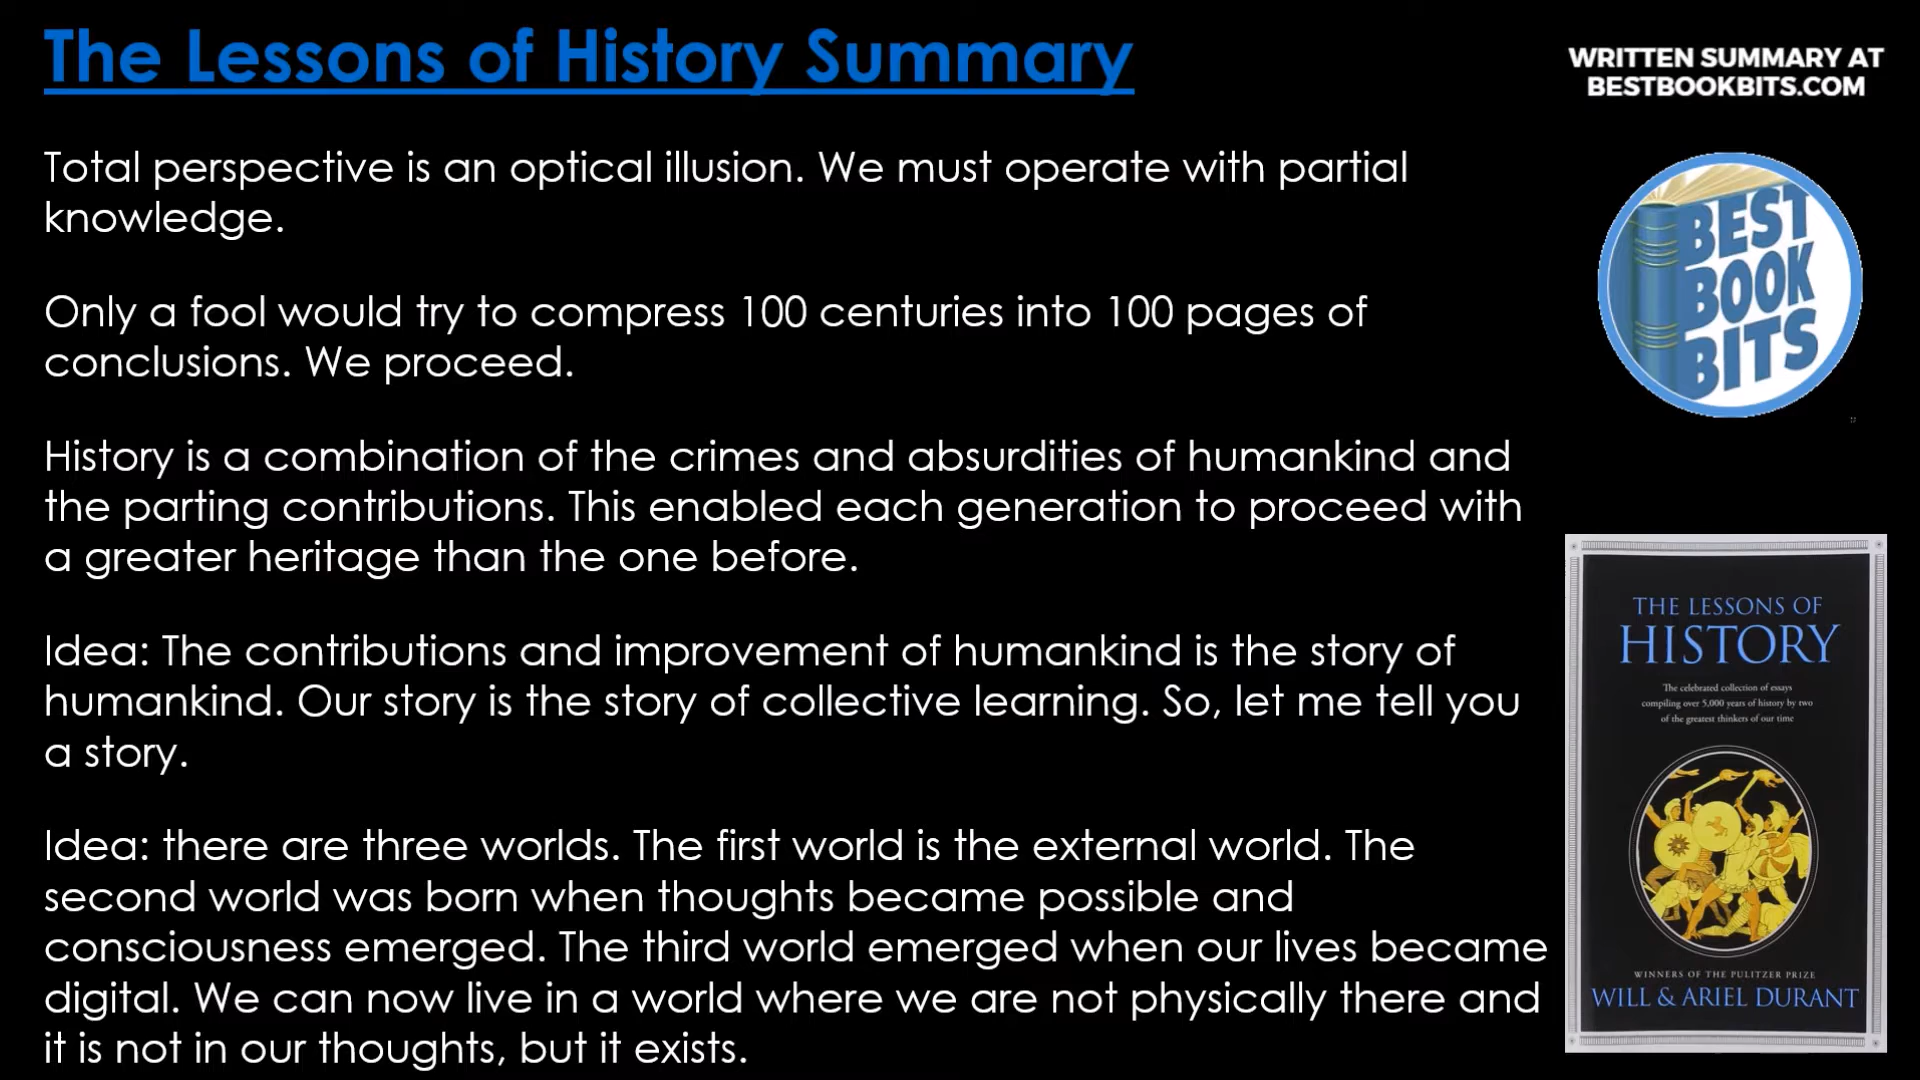 The Lessons of History Summary
WRITTEN SUMMARY AT
BESTBOOKBITS.COM
Total perspective is an optical illusion. We must operate with partial
knowledge.
Only a fool would try to compress 100 centuries into 100 pages of
conclusions. We proceed.
History is a combination of the crimes and absurdities of humankind and
the parting contributions. This enabled each generation to proceed with
a greater heritage than the one before.
Idea: The contributions and improvement of humankind is the story of
humankind. Our story is the story of collective learning. So, let me tell you
a story.
Idea: there are three worlds. The first world is the external world. The
second world was born when thoughts became possible and
consciousness emerged. The third world emerged when our lives became
digital. We can now live in a world where we are not physically there and
it is not in our thoughts, but it exists.
BEST
BOOK
BITS
THE LESSONS OF
HISTORY
The celebrated collection of essays
compiling over 5,000 years of history by two
of the greatest thinkers of our time
WINNERS OF THE PULITZER PRIZE
WILL & ARIEL DURANT